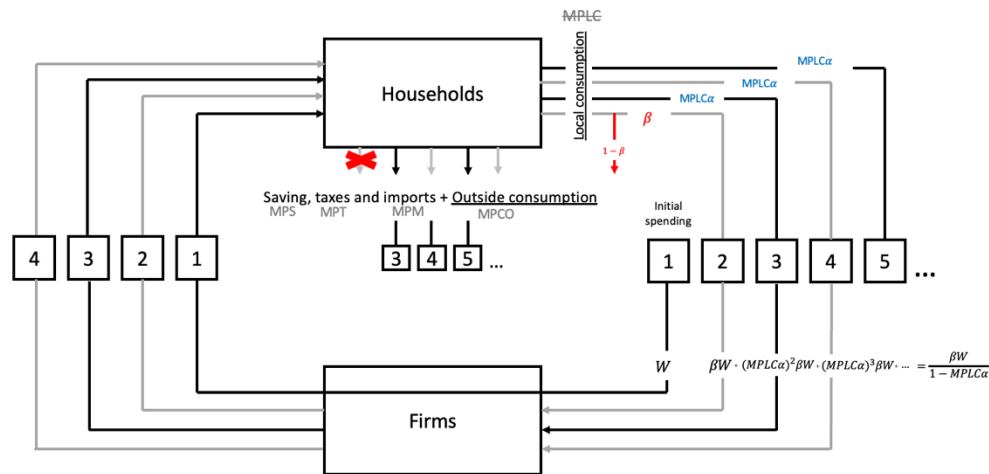 MPLC
Households
Local consumption
MPLCα
MPLCα
MPLCα
β
1 − β
Saving, taxes and imports + Outside consumption
MPS MPT MPM MPCO
Initial
spending
4 3 2 1
3 4 5 ...
1 2 3 4 5 ...
W βW + (MPLCα)²βW + (MPLCα)³βW + ... = βW / 1 − MPLCα
Firms